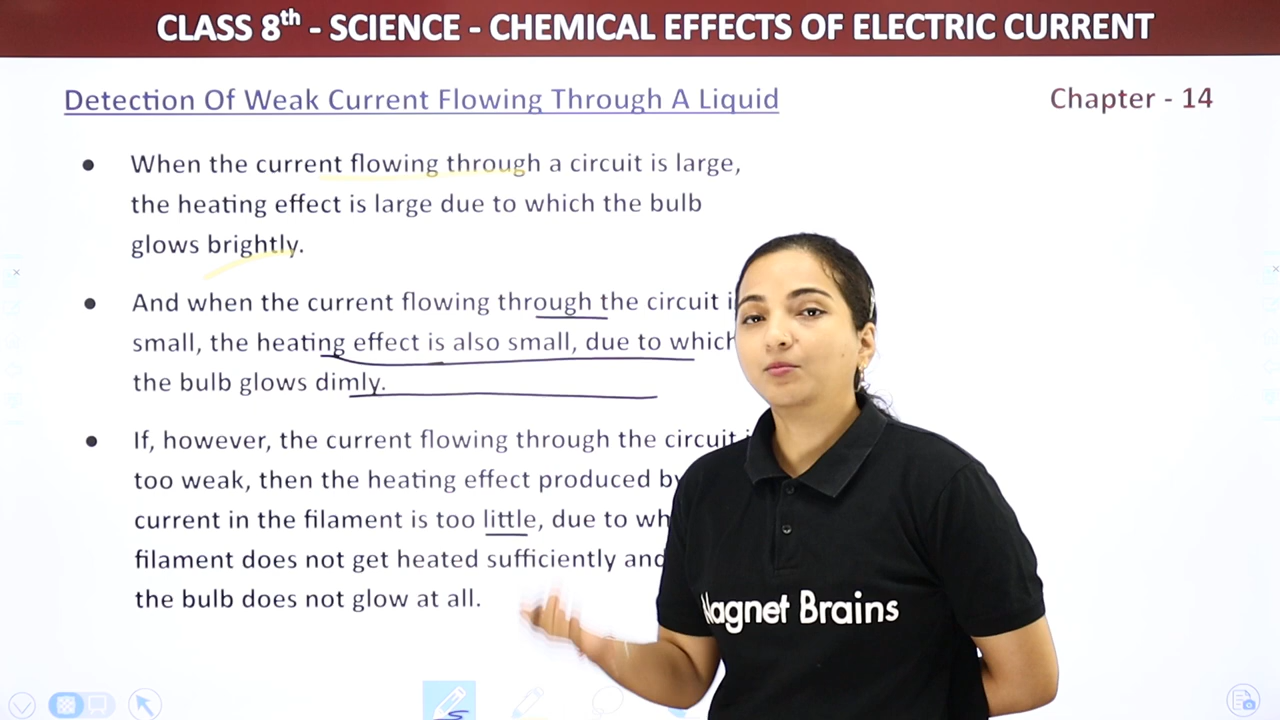 CLASS 8th - SCIENCE - CHEMICAL EFFECTS OF ELECTRIC CURRENT
Detection Of Weak Current Flowing Through A Liquid
Chapter - 14
● When the current flowing through a circuit is large,
the heating effect is large due to which the bulb
glows brightly.
● And when the current flowing through the circuit
small, the heating effect is also small, due to which
the bulb glows dimly.
● If, however, the current flowing through the circuit
too weak, then the heating effect produced
current in the filament is too little, due to
filament does not get heated sufficiently and
the bulb does not glow at all.
Magnet Brains